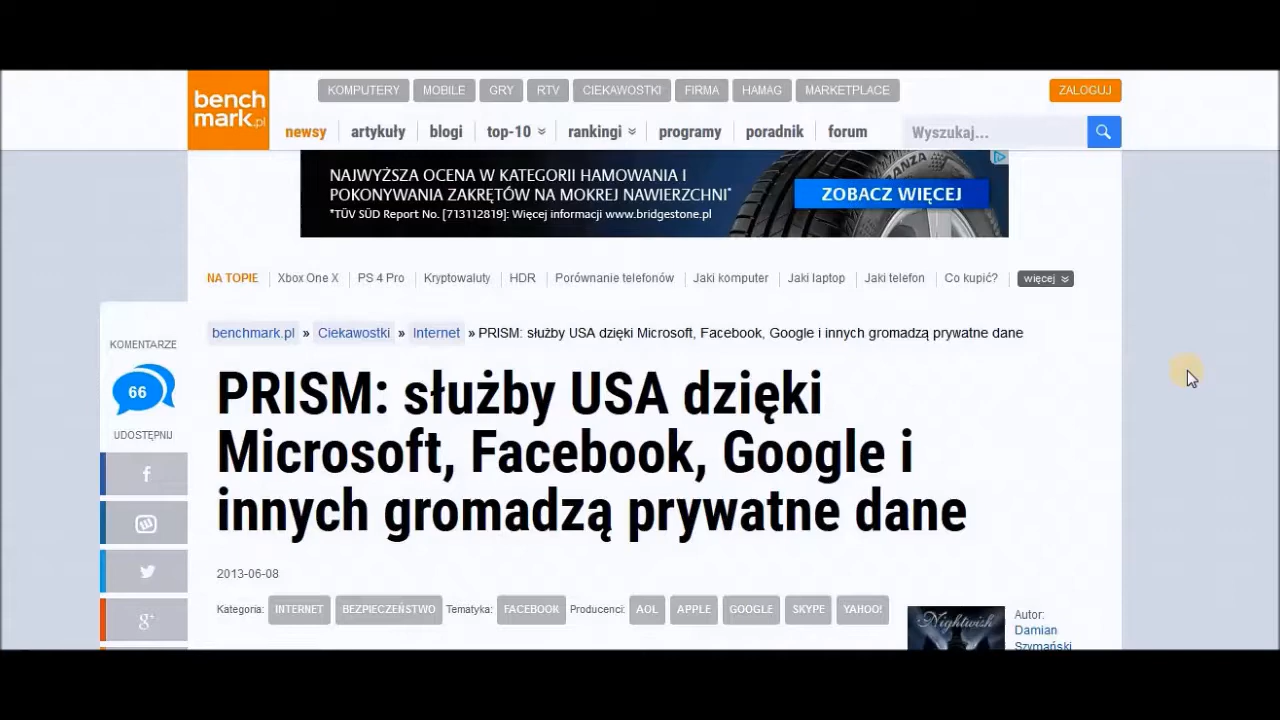 bench
mark.pl
KOMPUTERY MOBILE GRY RTV CIEKAWOSTKI FIRMA HAMAG MARKETPLACE
ZALOGUJ
newsy artykuły blogi top-10 rankingi programy poradnik forum
Wyszukaj...
NAJWYŻSZA OCENA W KATEGORII HAMOWANIA I
POKONYWANIA ZAKRĘTÓW NA MOKREJ NAWIERZCHNI*
*TÜV SÜD Report No. [713112819]: Więcej informacji www.bridgestone.pl
ZOBACZ WIĘCEJ
NA TOPIE Xbox One X PS 4 Pro Kryptowaluty HDR Porównanie telefonów Jaki komputer Jaki laptop Jaki telefon Co kupić? więcej
benchmark.pl » Ciekawostki » Internet » PRISM: służby USA dzięki Microsoft, Facebook, Google i innych gromadzą prywatne dane
KOMENTARZE
66
UDOSTĘPNIJ
f
g+
PRISM: służby USA dzięki
Microsoft, Facebook, Google i
innych gromadzą prywatne dane
2013-06-08
Kategoria: INTERNET BEZPIECZEŃSTWO Tematyka: FACEBOOK Producenci: AOL APPLE GOOGLE SKYPE YAHOO!
Nightwish
Autor:
Damian
Szymański